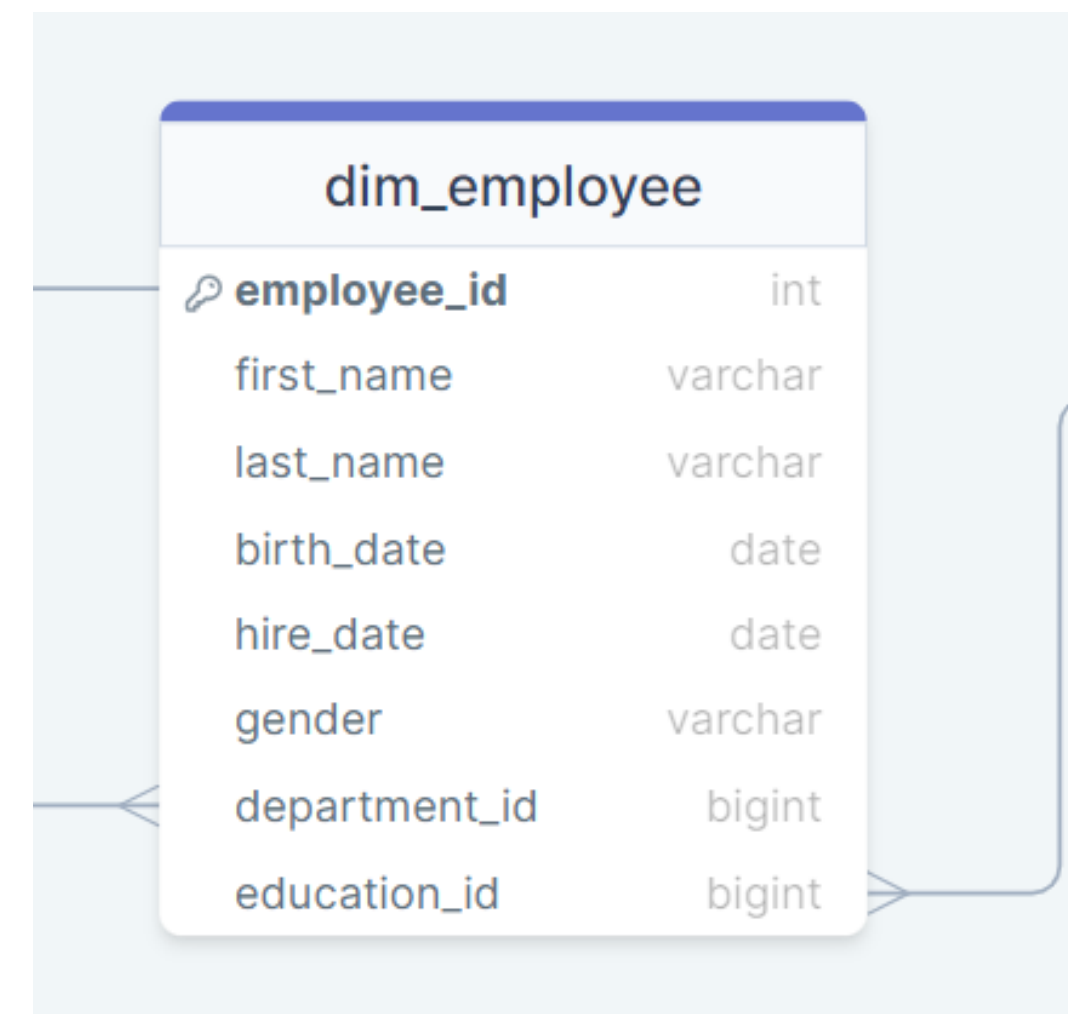 dim_employee
employee_id int
first_name varchar
last_name varchar
birth_date date
hire_date date
gender varchar
department_id bigint
education_id bigint